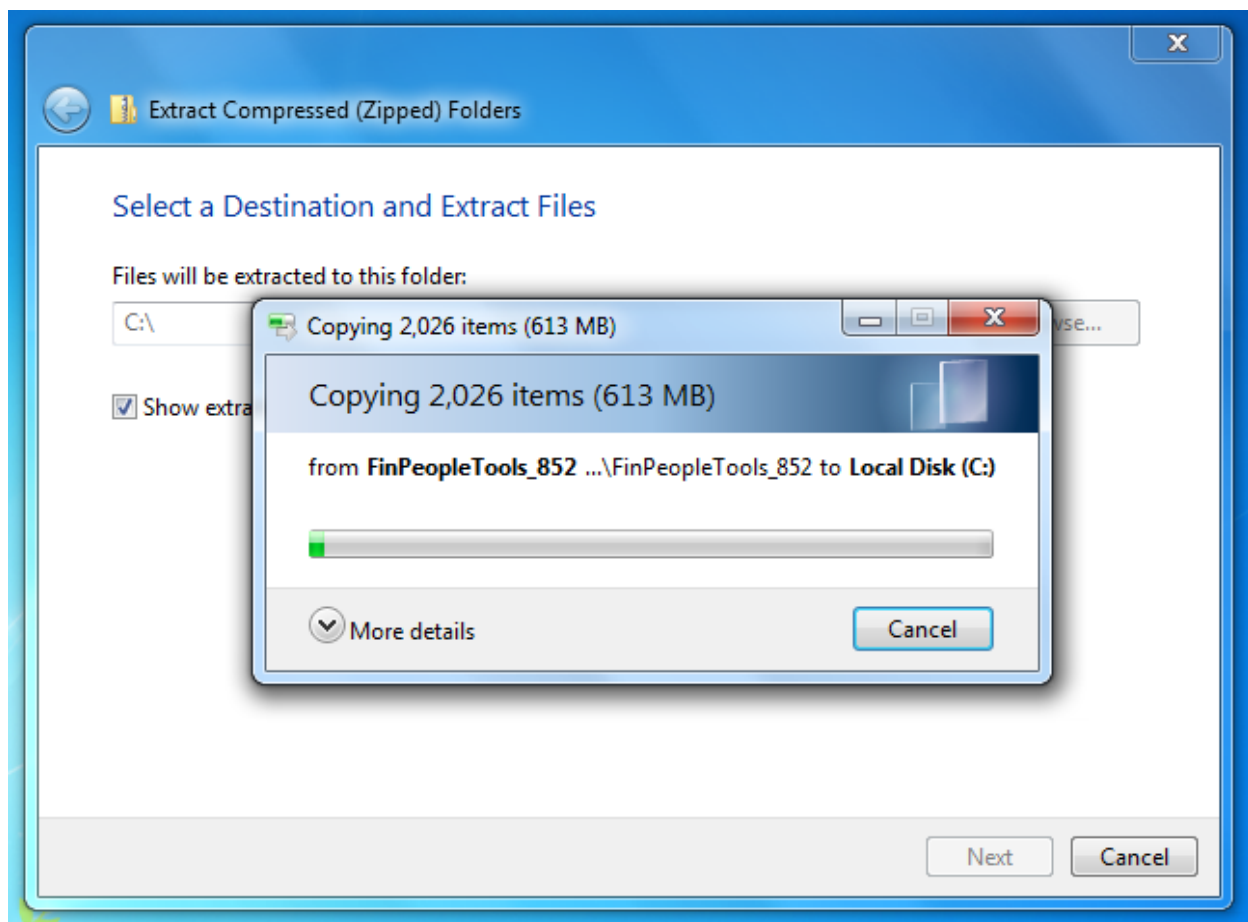 Extract Compressed (Zipped) Folders
Select a Destination and Extract Files
Files will be extracted to this folder:
C:\
Show
Copying 2,026 items (613 MB)
Copying 2,026 items (613 MB)
from FinPeopleTools_852 ...\FinPeopleTools_852 to Local Disk (C:)
More details
Cancel
Next
Cancel